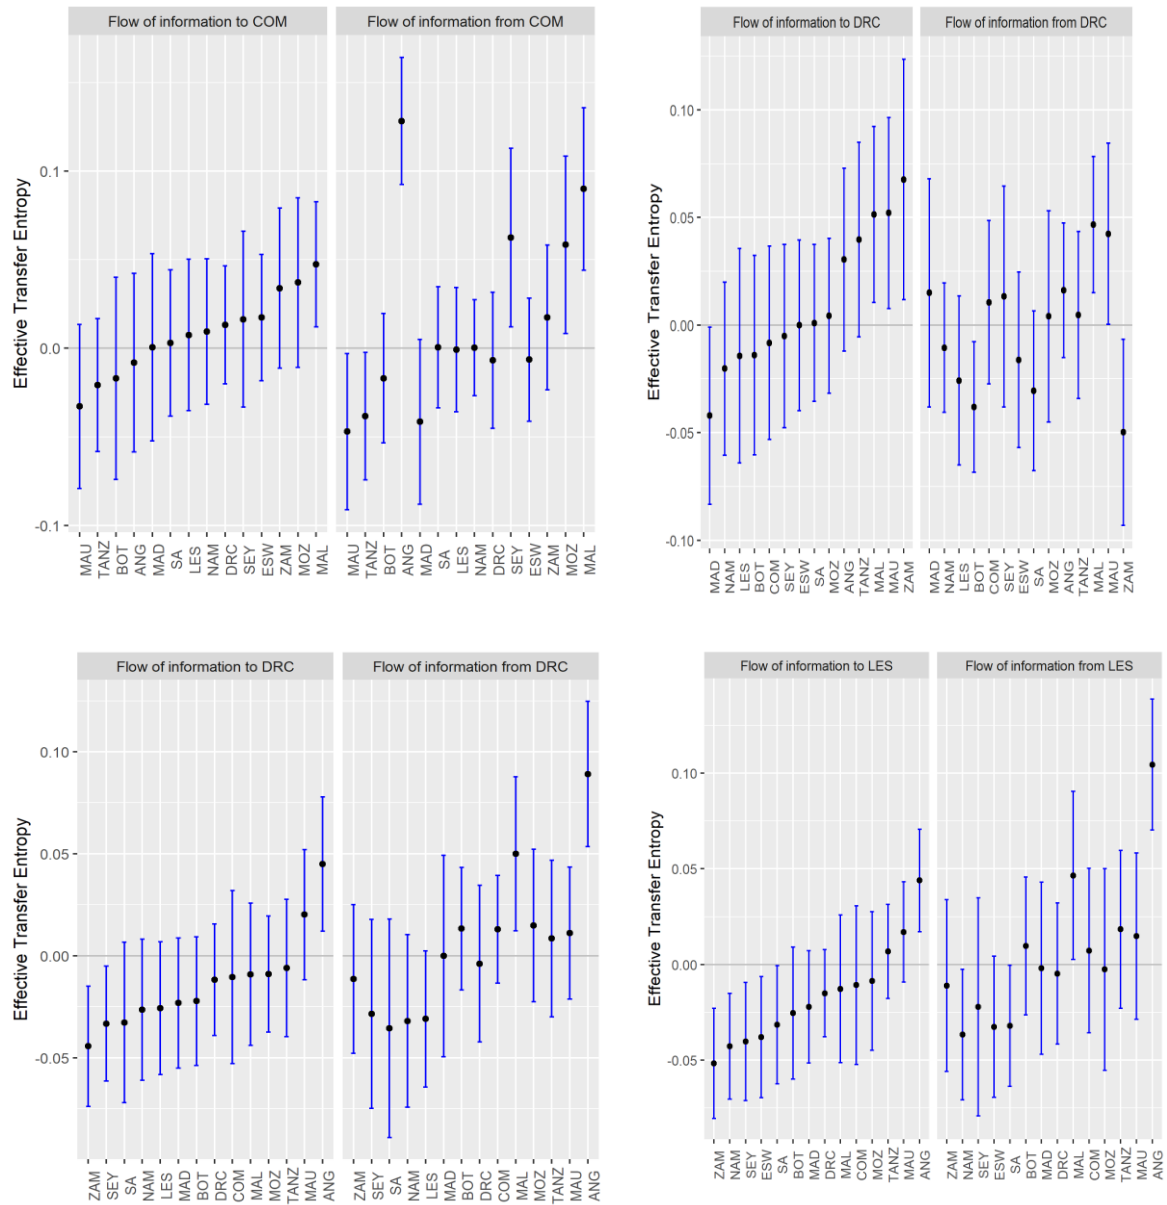 Flow of information to COM
Flow of information from COM
Effective Transfer Entropy
0.1
0.0
-0.1
MAU
TANZ
BOT
ANG
MAD
SA
LES
NAM
DRC
SEY
ESW
ZAM
MOZ
MAL
MAU
TANZ
BOT
ANG
MAD
SA
LES
NAM
DRC
SEY
ESW
ZAM
MOZ
MAL
Flow of information to DRC
Flow of information from DRC
Effective Transfer Entropy
0.10
0.05
0.00
-0.05
-0.10
MAD
NAM
LES
BOT
COM
SEY
ESW
SA
MOZ
ANG
TANZ
MAL
MAU
ZAM
MAD
NAM
LES
BOT
COM
SEY
ESW
SA
MOZ
ANG
TANZ
MAL
MAU
ZAM
Flow of information to DRC
Flow of information from DRC
Effective Transfer Entropy
0.10
0.05
0.00
-0.05
ZAM
SEY
SA
NAM
LES
MAD
BOT
DRC
COM
MAL
MOZ
TANZ
MAU
ANG
ZAM
SEY
SA
NAM
LES
MAD
BOT
DRC
COM
MAL
MOZ
TANZ
MAU
ANG
Flow of information to LES
Flow of information from LES
Effective Transfer Entropy
0.10
0.05
0.00
-0.05
ZAM
NAM
SEY
ESW
SA
BOT
MAD
DRC
MAL
COM
MOZ
TANZ
MAU
ANG
ZAM
NAM
SEY
ESW
SA
BOT
MAD
DRC
MAL
COM
MOZ
TANZ
MAU
ANG